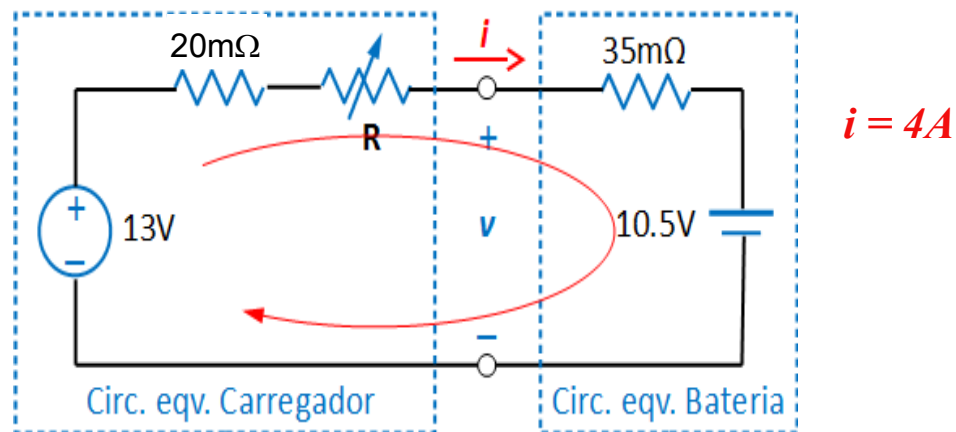 20mΩ
i
35mΩ
i = 4A
R
+
+
13V
v
10.5V
−
−
Circ. eqv. Carregador
Circ. eqv. Bateria